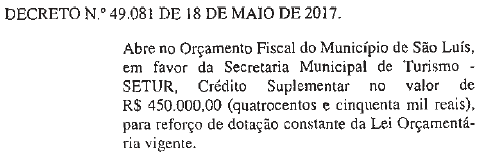 DECRETO N.º 49.081 DE 18 DE MAIO DE 2017.
Abre no Orçamento Fiscal do Município de São Luís,
em favor da Secretaria Municipal de Turismo -
SETUR, Crédito Suplementar no valor de
R$ 450.000,00 (quatrocentos e cinquenta mil reais),
para reforço de dotação constante da Lei Orçamentá-
ria vigente.